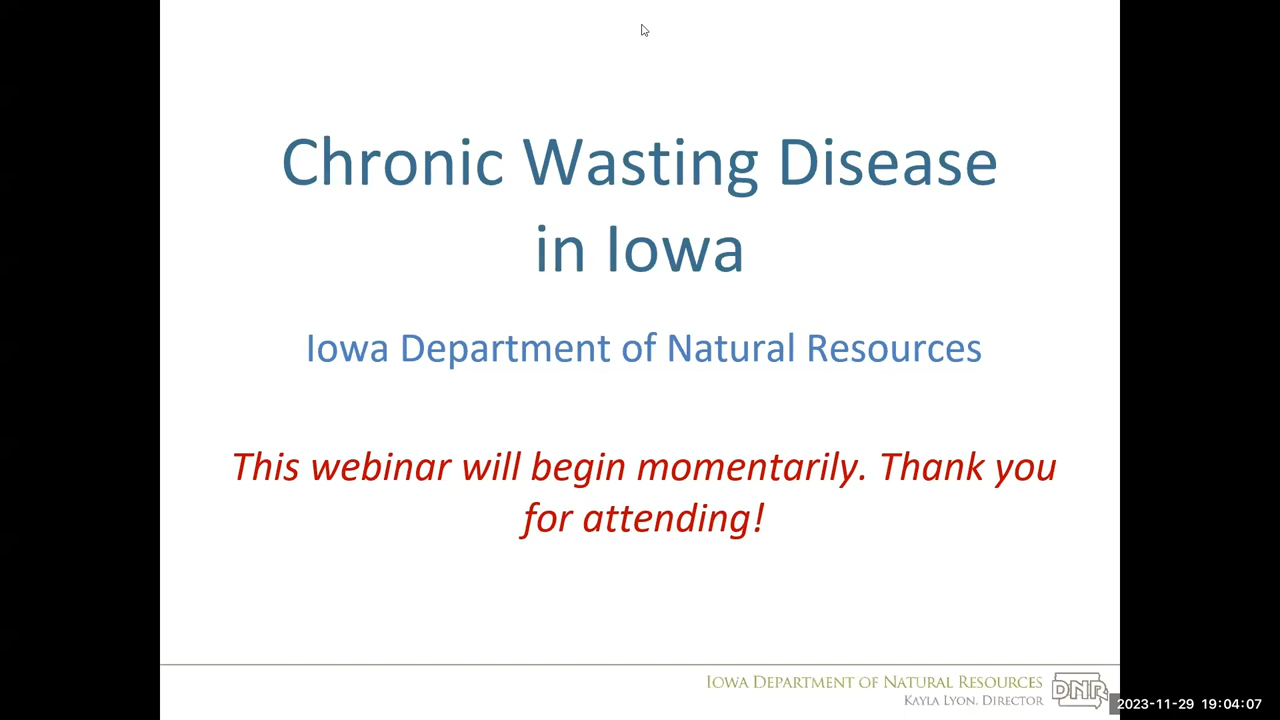 Chronic Wasting Disease
in Iowa
Iowa Department of Natural Resources
This webinar will begin momentarily. Thank you
for attending!
IOWA DEPARTMENT OF NATURAL RESOURCES
KAYLA LYON, DIRECTOR
DNR
2023-11-29 19:04:07